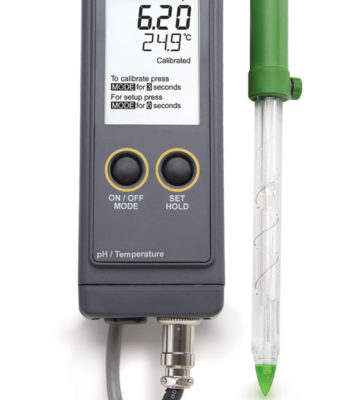 6.20
24.9°C
Calibrated
To calibrate press
MODE for 3 seconds
For setup press
MODE for 6 seconds
ON / OFF
MODE
SET
HOLD
pH / Temperature